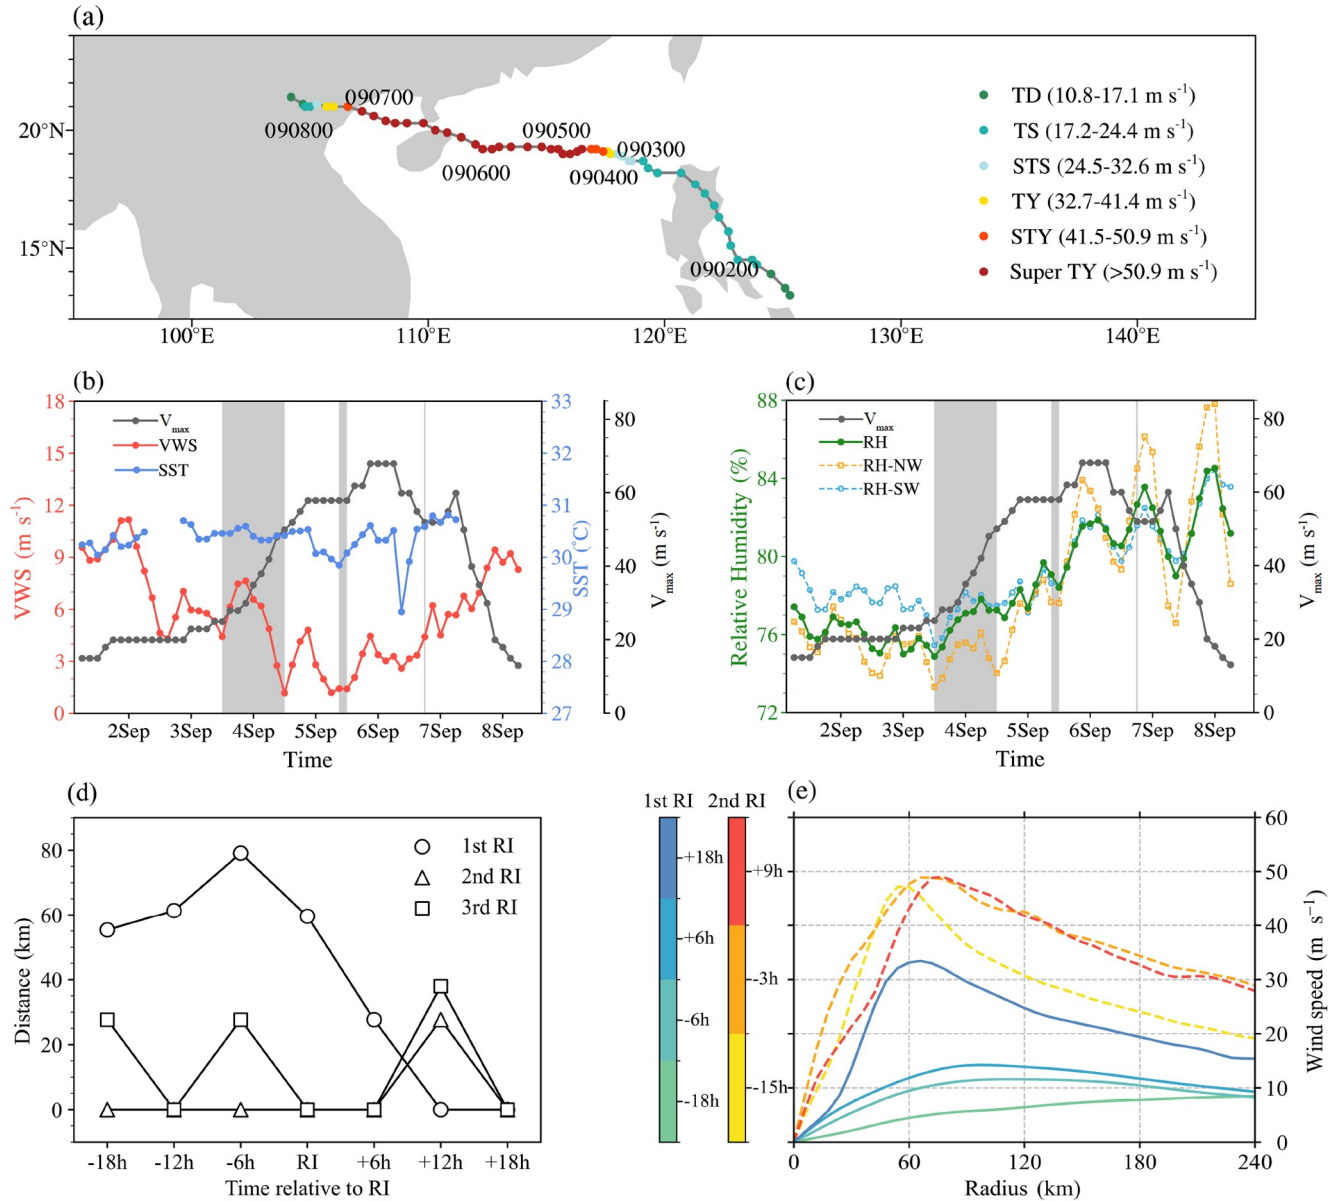 (a)
090700
090800
090500
090600
090300
090400
090200
TD (10.8-17.1 m s⁻¹)
TS (17.2-24.4 m s⁻¹)
STS (24.5-32.6 m s⁻¹)
TY (32.7-41.4 m s⁻¹)
STY (41.5-50.9 m s⁻¹)
Super TY (>50.9 m s⁻¹)
20°N
15°N
100°E 110°E 120°E 130°E 140°E
(b)
VWS (m s⁻¹)
18
15
12
9
6
3
0
Vmax
VWS
SST
33
32
31
30
29
28
27
SST (°C)
80
60
40
20
0
Vmax (m s⁻¹)
2Sep 3Sep 4Sep 5Sep 6Sep 7Sep 8Sep
Time
(c)
Relative Humidity (%)
88
84
80
76
72
Vmax
RH
RH-NW
RH-SW
80
60
40
20
0
Vmax (m s⁻¹)
2Sep 3Sep 4Sep 5Sep 6Sep 7Sep 8Sep
Time
(d)
Distance (km)
80
60
40
20
0
1st RI
2nd RI
3rd RI
-18h -12h -6h RI +6h +12h +18h
Time relative to RI
1st RI 2nd RI
+18h
+6h
-6h
-18h
+9h
-3h
-15h
(e)
60
50
40
30
20
10
0
Wind speed (m s⁻¹)
0 60 120 180 240
Radius (km)